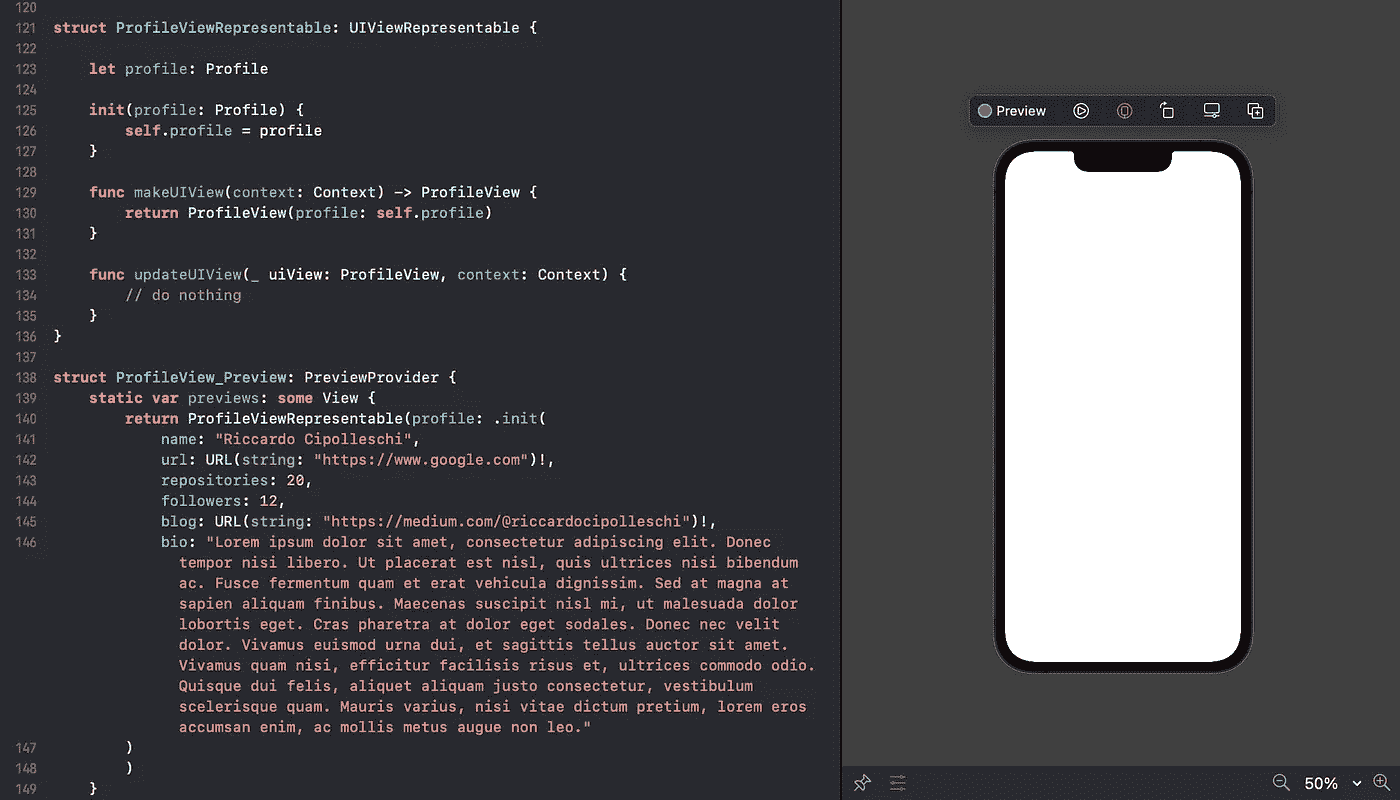 120
121 struct ProfileViewRepresentable: UIViewRepresentable {
122
123 let profile: Profile
124
125 init(profile: Profile) {
126 self.profile = profile
127 }
128
129 func makeUIView(context: Context) -> ProfileView {
130 return ProfileView(profile: self.profile)
131 }
132
133 func updateUIView(_ uiView: ProfileView, context: Context) {
134 // do nothing
135 }
136 }
137
138 struct ProfileView_Preview: PreviewProvider {
139 static var previews: some View {
140 return ProfileViewRepresentable(profile: .init(
141 name: "Riccardo Cipolleschi",
142 url: URL(string: "https://www.google.com")!,
143 repositories: 20,
144 followers: 12,
145 blog: URL(string: "https://medium.com/@riccardocipolleschi")!,
146 bio: "Lorem ipsum dolor sit amet, consectetur adipiscing elit. Donec
tempor nisi libero. Ut placerat est nisl, quis ultrices nisi bibendum
ac. Fusce fermentum quam et erat vehicula dignissim. Sed at magna at
sapien aliquam finibus. Maecenas suscipit nisl mi, ut malesuada dolor
lobortis eget. Cras pharetra at dolor eget sodales. Donec nec velit
dolor. Vivamus euismod urna dui, et sagittis tellus auctor sit amet.
Vivamus quam nisi, efficitur facilisis risus et, ultrices commodo odio.
Quisque dui felis, aliquet aliquam justo consectetur, vestibulum
scelerisque quam. Mauris varius, nisi vitae dictum pretium, lorem eros
accumsan enim, ac mollis metus augue non leo."
147 )
148 )
149 }
Preview
50%